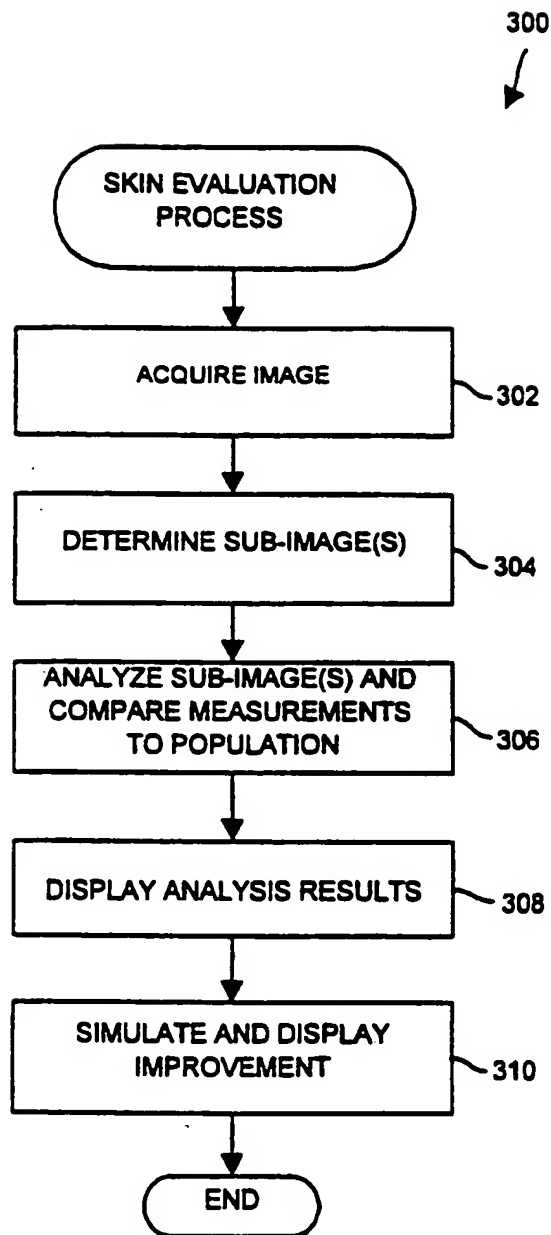 300
SKIN EVALUATION
PROCESS
ACQUIRE IMAGE
302
DETERMINE SUB-IMAGE(S)
304
ANALYZE SUB-IMAGE(S) AND
COMPARE MEASUREMENTS
TO POPULATION
306
DISPLAY ANALYSIS RESULTS
308
SIMULATE AND DISPLAY
IMPROVEMENT
310
END